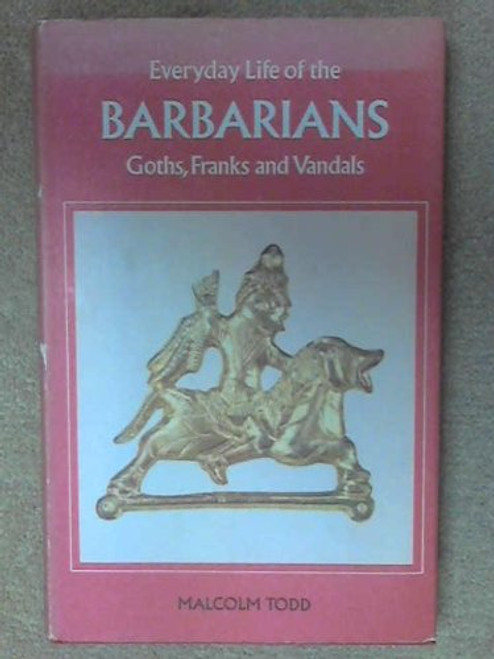 Everyday Life of the
BARBARIANS
Goths, Franks and Vandals
MALCOLM TODD